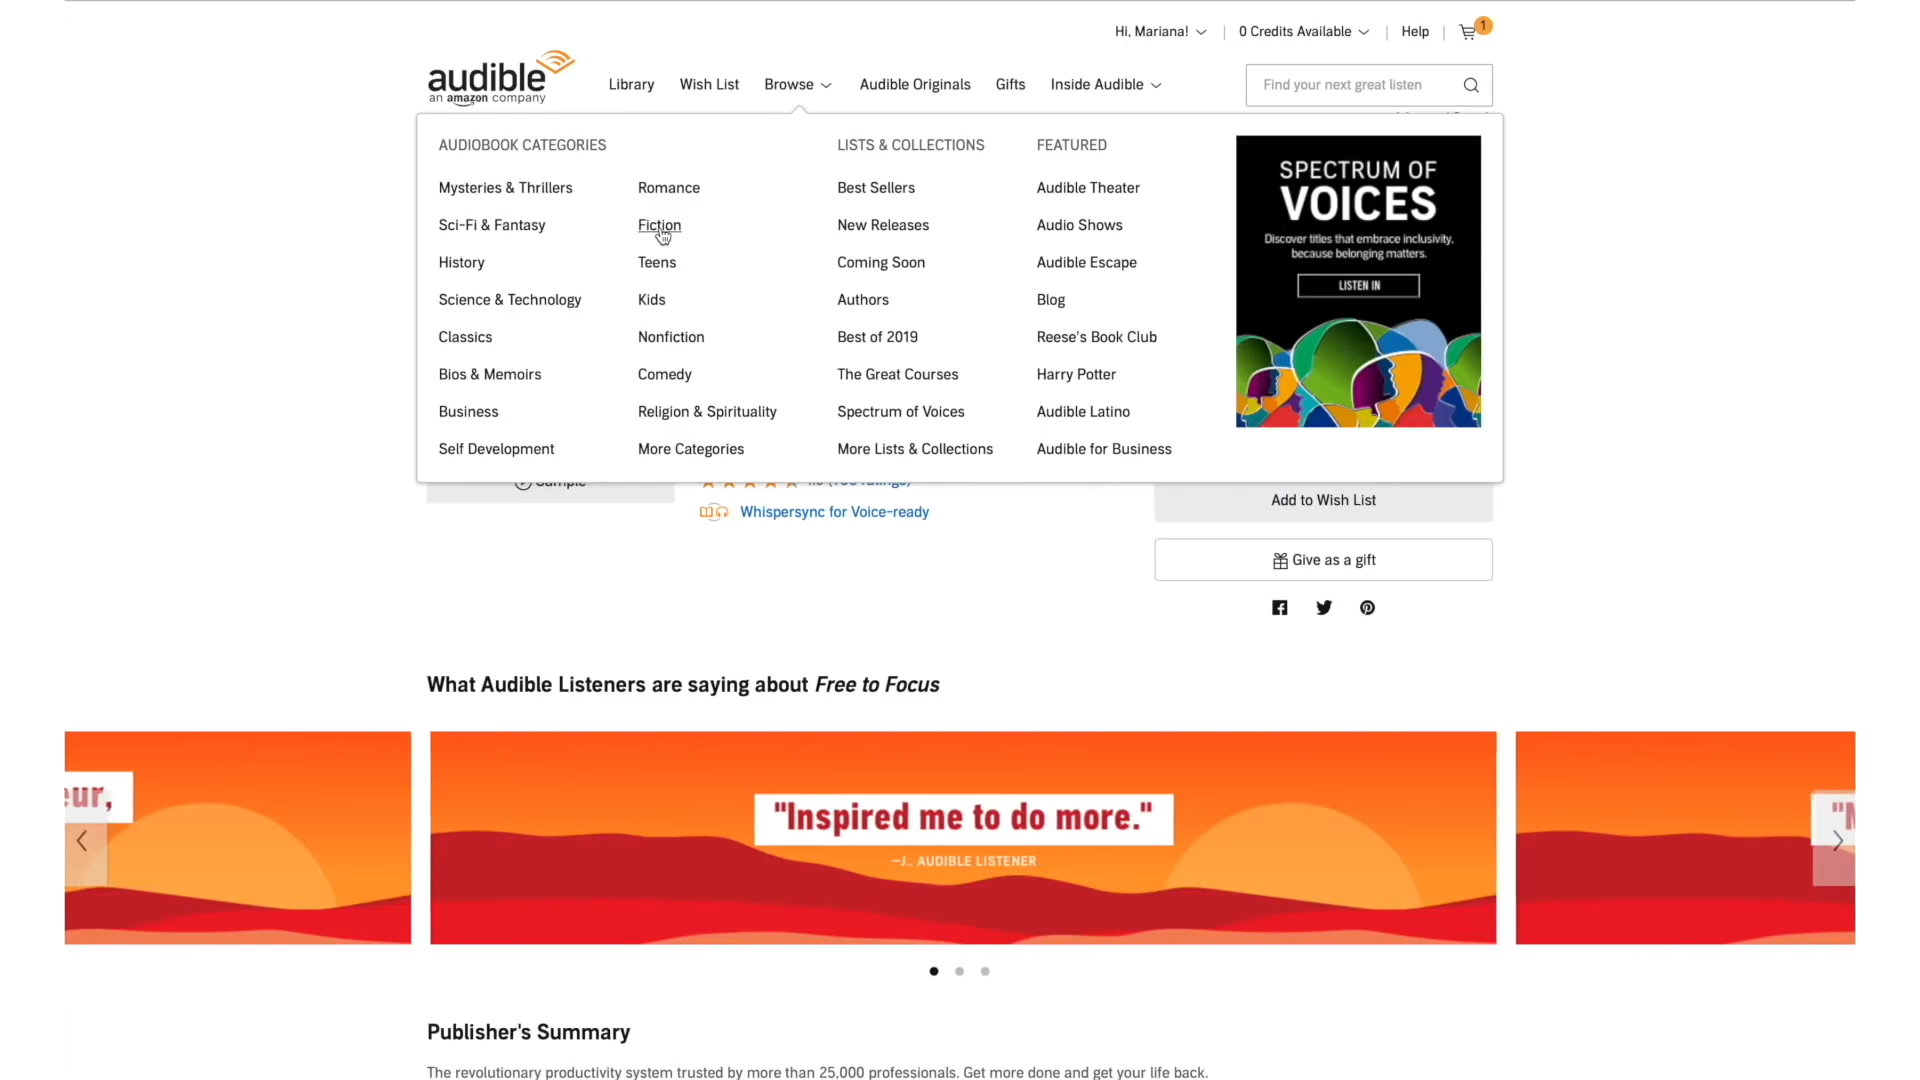 Hi, Mariana!
0 Credits Available
Help
1
audible
an amazon company
Library
Wish List
Browse
Audible Originals
Gifts
Inside Audible
Find your next great listen
AUDIOBOOK CATEGORIES
Mysteries & Thrillers
Sci-Fi & Fantasy
History
Science & Technology
Classics
Bios & Memoirs
Business
Self Development
Romance
Fiction
Teens
Kids
Nonfiction
Comedy
Religion & Spirituality
More Categories
LISTS & COLLECTIONS
Best Sellers
New Releases
Coming Soon
Authors
Best of 2019
The Great Courses
Spectrum of Voices
More Lists & Collections
FEATURED
Audible Theater
Audio Shows
Audible Escape
Blog
Reese's Book Club
Harry Potter
Audible Latino
Audible for Business
SPECTRUM OF
VOICES
Discover titles that embrace inclusivity,
because belonging matters.
LISTEN IN
Sample
Whispersync for Voice-ready
Add to Wish List
Give as a gift
What Audible Listeners are saying about Free to Focus
eur,
"Inspired me to do more."
—J., AUDIBLE LISTENER
Publisher's Summary
The revolutionary productivity system trusted by more than 25,000 professionals. Get more done and get your life back.